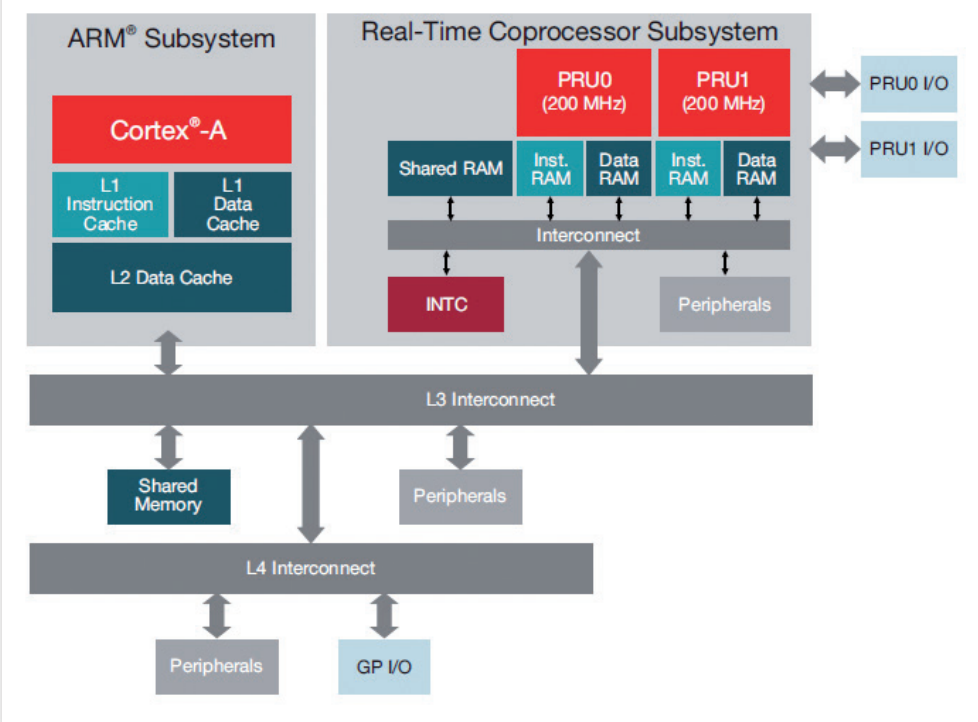 ARM® Subsystem
Cortex®-A
L1
Instruction
Cache
L1
Data
Cache
L2 Data Cache
Real-Time Coprocessor Subsystem
PRU0
(200 MHz)
PRU1
(200 MHz)
Shared RAM
Inst.
RAM
Data
RAM
Inst.
RAM
Data
RAM
Interconnect
INTC
Peripherals
PRU0 I/O
PRU1 I/O
L3 Interconnect
Shared
Memory
Peripherals
L4 Interconnect
Peripherals
GP I/O